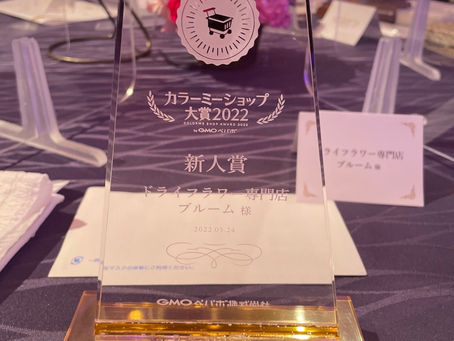 カラーミーショップ
大賞2022
COLORME SHOP AWARD 2022
by GMOペパボ
新人賞
ドライフラワー専門店
ブルーム 様
2022.05.24
GMOペパボ株式会社
ライフラワー専門店
ブルーム 様